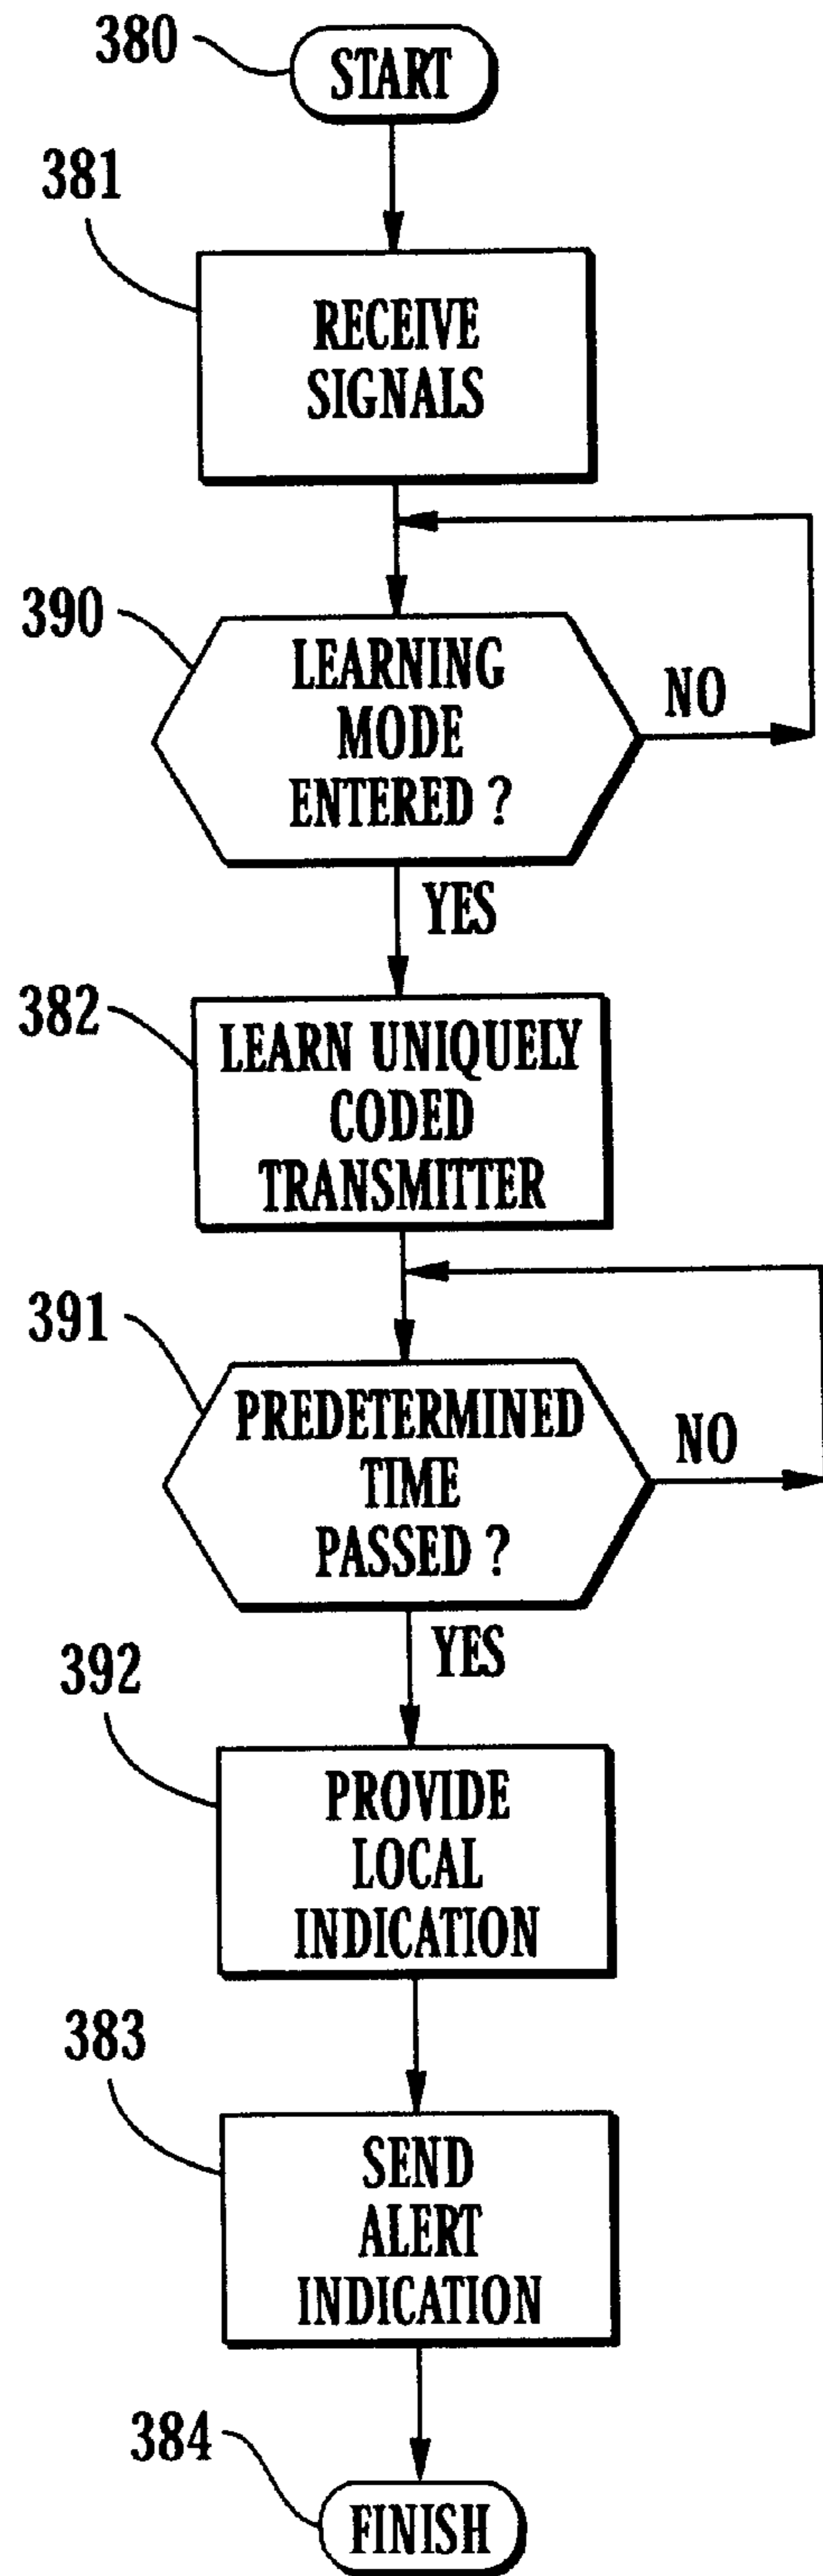 380
START
381
RECEIVE
SIGNALS
390
LEARNING
MODE
ENTERED ?
NO
YES
382
LEARN UNIQUELY
CODED
TRANSMITTER
391
PREDETERMINED
TIME
PASSED ?
NO
YES
392
PROVIDE
LOCAL
INDICATION
383
SEND
ALERT
INDICATION
384
FINISH